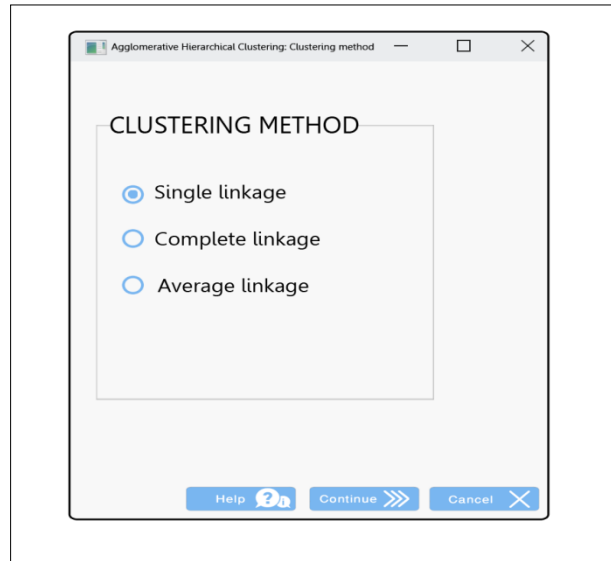 Agglomerative Hierarchical Clustering: Clustering method
CLUSTERING METHOD
Single linkage
Complete linkage
Average linkage
Help Continue Cancel